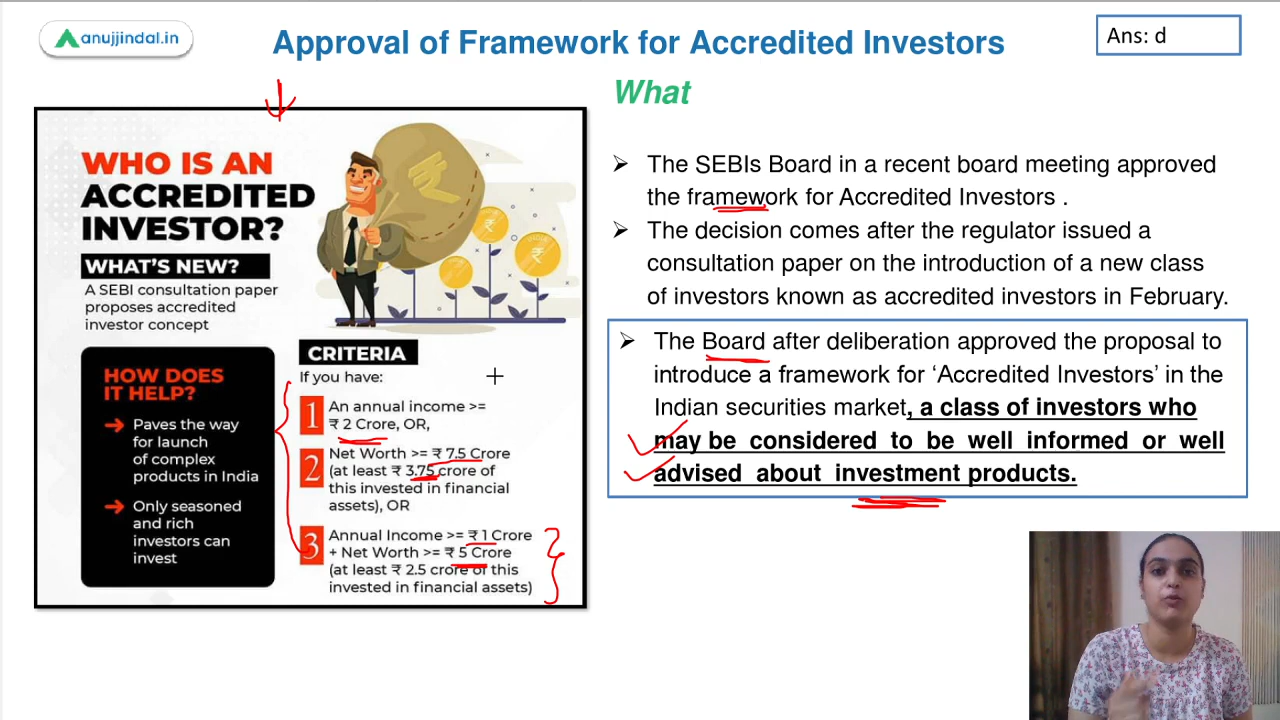 anujjindal.in
Approval of Framework for Accredited Investors
Ans: d
WHO IS AN
ACCREDITED
INVESTOR?
WHAT'S NEW?
A SEBI consultation paper
proposes accredited
investor concept
HOW DOES
IT HELP?
Paves the way
for launch
of complex
products in India
Only seasoned
and rich
investors can
invest
CRITERIA
If you have:
1 An annual income >=
₹ 2 Crore, OR,
2 Net Worth >= ₹ 7.5 Crore
(at least ₹ 3.75 crore of
this invested in financial
assets), OR
3 Annual Income >= ₹ 1 Crore
+ Net Worth >= ₹ 5 Crore
(at least ₹ 2.5 crore of this
invested in financial assets)
What
The SEBIs Board in a recent board meeting approved
the framework for Accredited Investors .
The decision comes after the regulator issued a
consultation paper on the introduction of a new class
of investors known as accredited investors in February.
The Board after deliberation approved the proposal to
introduce a framework for ‘Accredited Investors’ in the
Indian securities market, a class of investors who
may be considered to be well informed or well
advised about investment products.